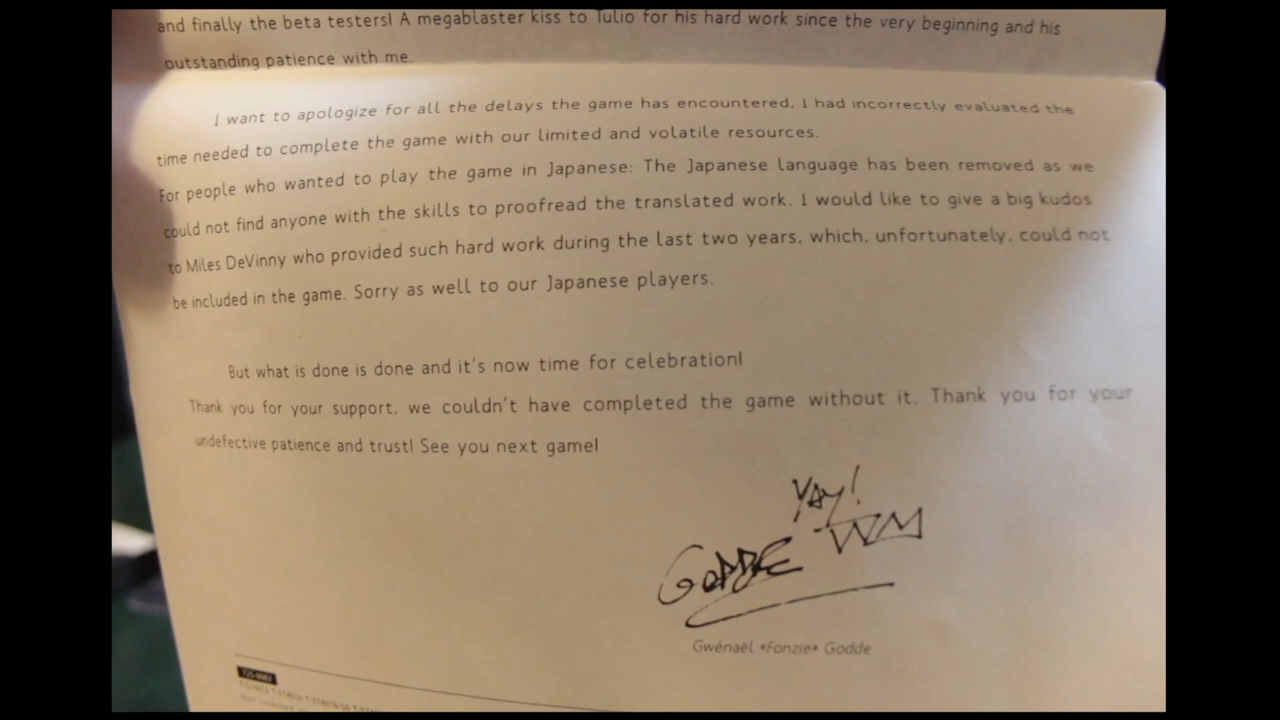 and finally the beta testers! A megablaster kiss to Tulio for his hard work since the very beginning and his
outstanding patience with me.
I want to apologize for all the delays the game has encountered. I had incorrectly evaluated the
time needed to complete the game with our limited and volatile resources.
For people who wanted to play the game in Japanese: The Japanese language has been removed as we
could not find anyone with the skills to proofread the translated work. I would like to give a big kudos
to Miles DeVinny who provided such hard work during the last two years, which, unfortunately, could not
be included in the game. Sorry as well to our Japanese players.
But what is done is done and it's now time for celebration!
Thank you for your support, we couldn't have completed the game without it. Thank you for your
undefective patience and trust! See you next game!
YAY!
GODDE WM
Gwénaël «Fonzie» Godde